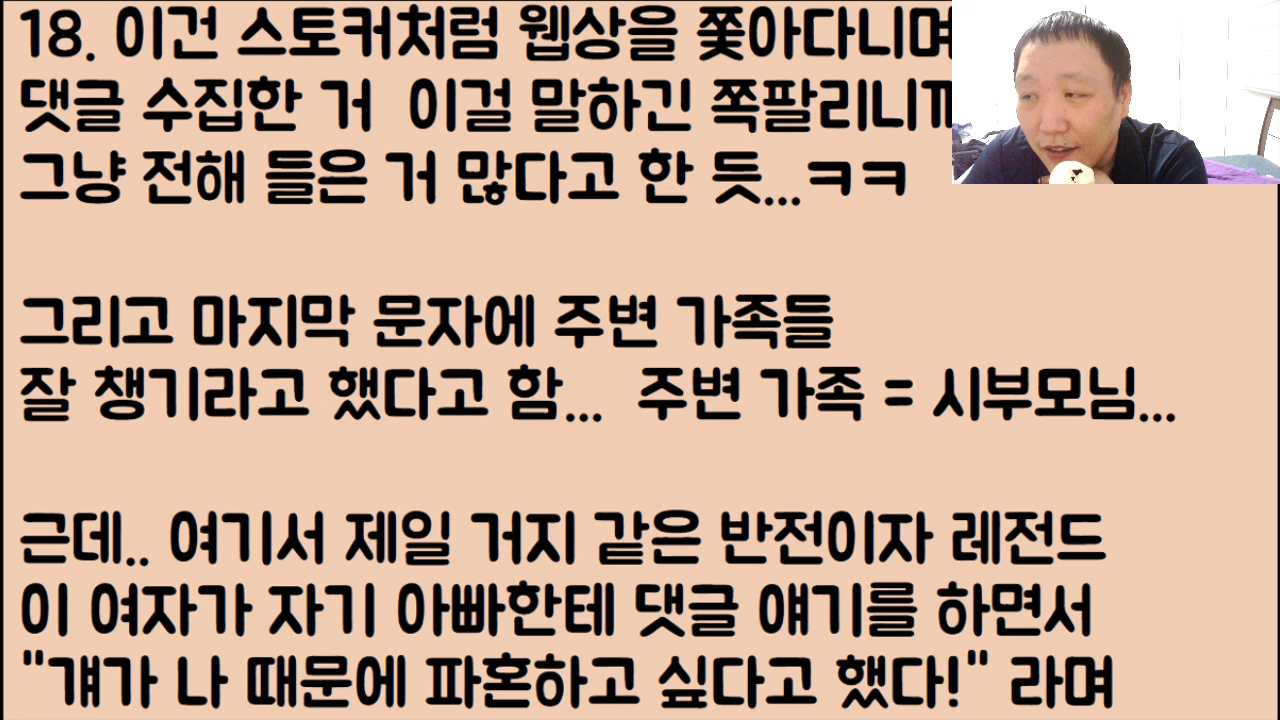 18. 이건 스토커처럼 웹상을 쫓아다니며
댓글 수집한 거 이걸 말하긴 쪽팔리니까
그냥 전해 들은 거 많다고 한 듯...ㅋㅋ
그리고 마지막 문자에 주변 가족들
잘 챙기라고 했다고 함... 주변 가족 = 시부모님...
근데.. 여기서 제일 거지 같은 반전이자 레전드
이 여자가 자기 아빠한테 댓글 얘기를 하면서
"걔가 나 때문에 파혼하고 싶다고 했다!" 라며